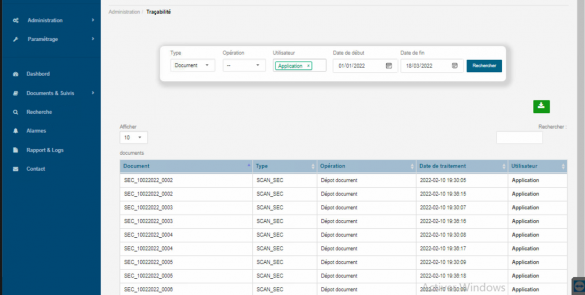 Administration / Traçabilité
Administration
Paramétrage
Dashbord
Documents & Suivis
Recherche
Alarmes
Rapport & Logs
Contact
Type Opération Utilisateur Date de début Date de fin
Document -- Application × 01/01/2022 16/03/2022 Rechercher
Afficher
10
documents
Rechercher
Document Type Opération Date de traitement Utilisateur
SEC_10022022_0002 SCAN_SEC Dépot document 2022-02-10 19:30:06 Application
SEC_10022022_0002 SCAN_SEC Dépot document 2022-02-10 19:36:15 Application
SEC_10022022_0003 SCAN_SEC Dépot document 2022-02-10 19:30:07 Application
SEC_10022022_0003 SCAN_SEC Dépot document 2022-02-10 19:36:16 Application
SEC_10022022_0004 SCAN_SEC Dépot document 2022-02-10 19:30:08 Application
SEC_10022022_0004 SCAN_SEC Dépot document 2022-02-10 19:36:17 Application
SEC_10022022_0005 SCAN_SEC Dépot document 2022-02-10 19:30:09 Application
SEC_10022022_0005 SCAN_SEC Dépot document 2022-02-10 19:36:18 Application
SEC_10022022_0006 SCAN_SEC Dépot document 2022-02-10 Application
Windows